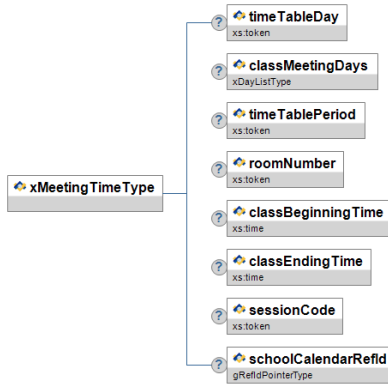 timeTableDay
xs:token
? classMeetingDays
xDayListType
? timeTablePeriod
xs:token
? roomNumber
xs:token
xMeetingTimeType
? classBeginningTime
xs:time
? classEndingTime
xs:time
? sessionCode
xs:token
? schoolCalendarRefId
gRefIdPointerType